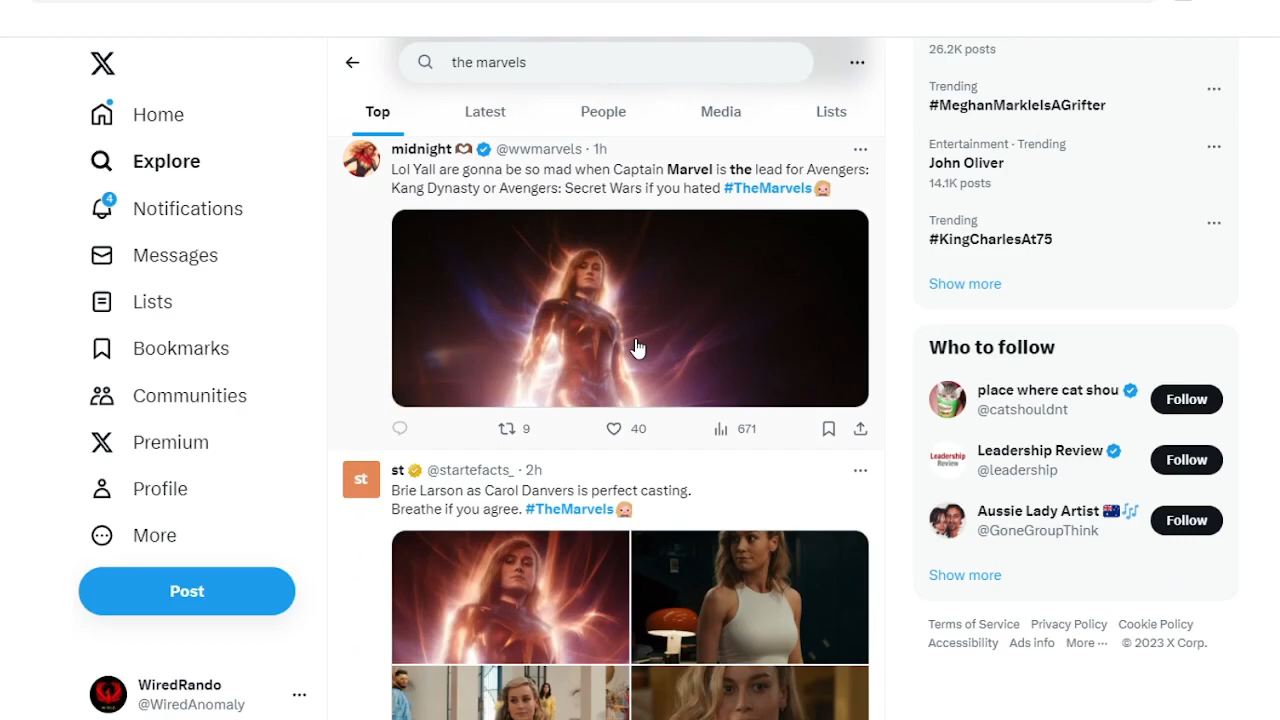 the marvels
Top
Latest
People
Media
Lists
Home
Explore
4
Notifications
Messages
Lists
Bookmarks
Communities
Premium
Profile
More
Post
WiredRando
@WiredAnomaly
midnight @wwmarvels · 1h
Lol Yall are gonna be so mad when Captain Marvel is the lead for Avengers:
Kang Dynasty or Avengers: Secret Wars if you hated #TheMarvels
9
40
671
st
st @startefacts_ · 2h
Brie Larson as Carol Danvers is perfect casting.
Breathe if you agree. #TheMarvels
26.2K posts
Trending
#MeghanMarkleIsAGrifter
Entertainment · Trending
John Oliver
14.1K posts
Trending
#KingCharlesAt75
Show more
Who to follow
place where cat shou
@catshouldnt
Follow
Leadership
Review
Leadership Review
@leadership
Follow
Aussie Lady Artist
@GoneGroupThink
Follow
Show more
Terms of Service Privacy Policy Cookie Policy
Accessibility Ads info More ··· © 2023 X Corp.